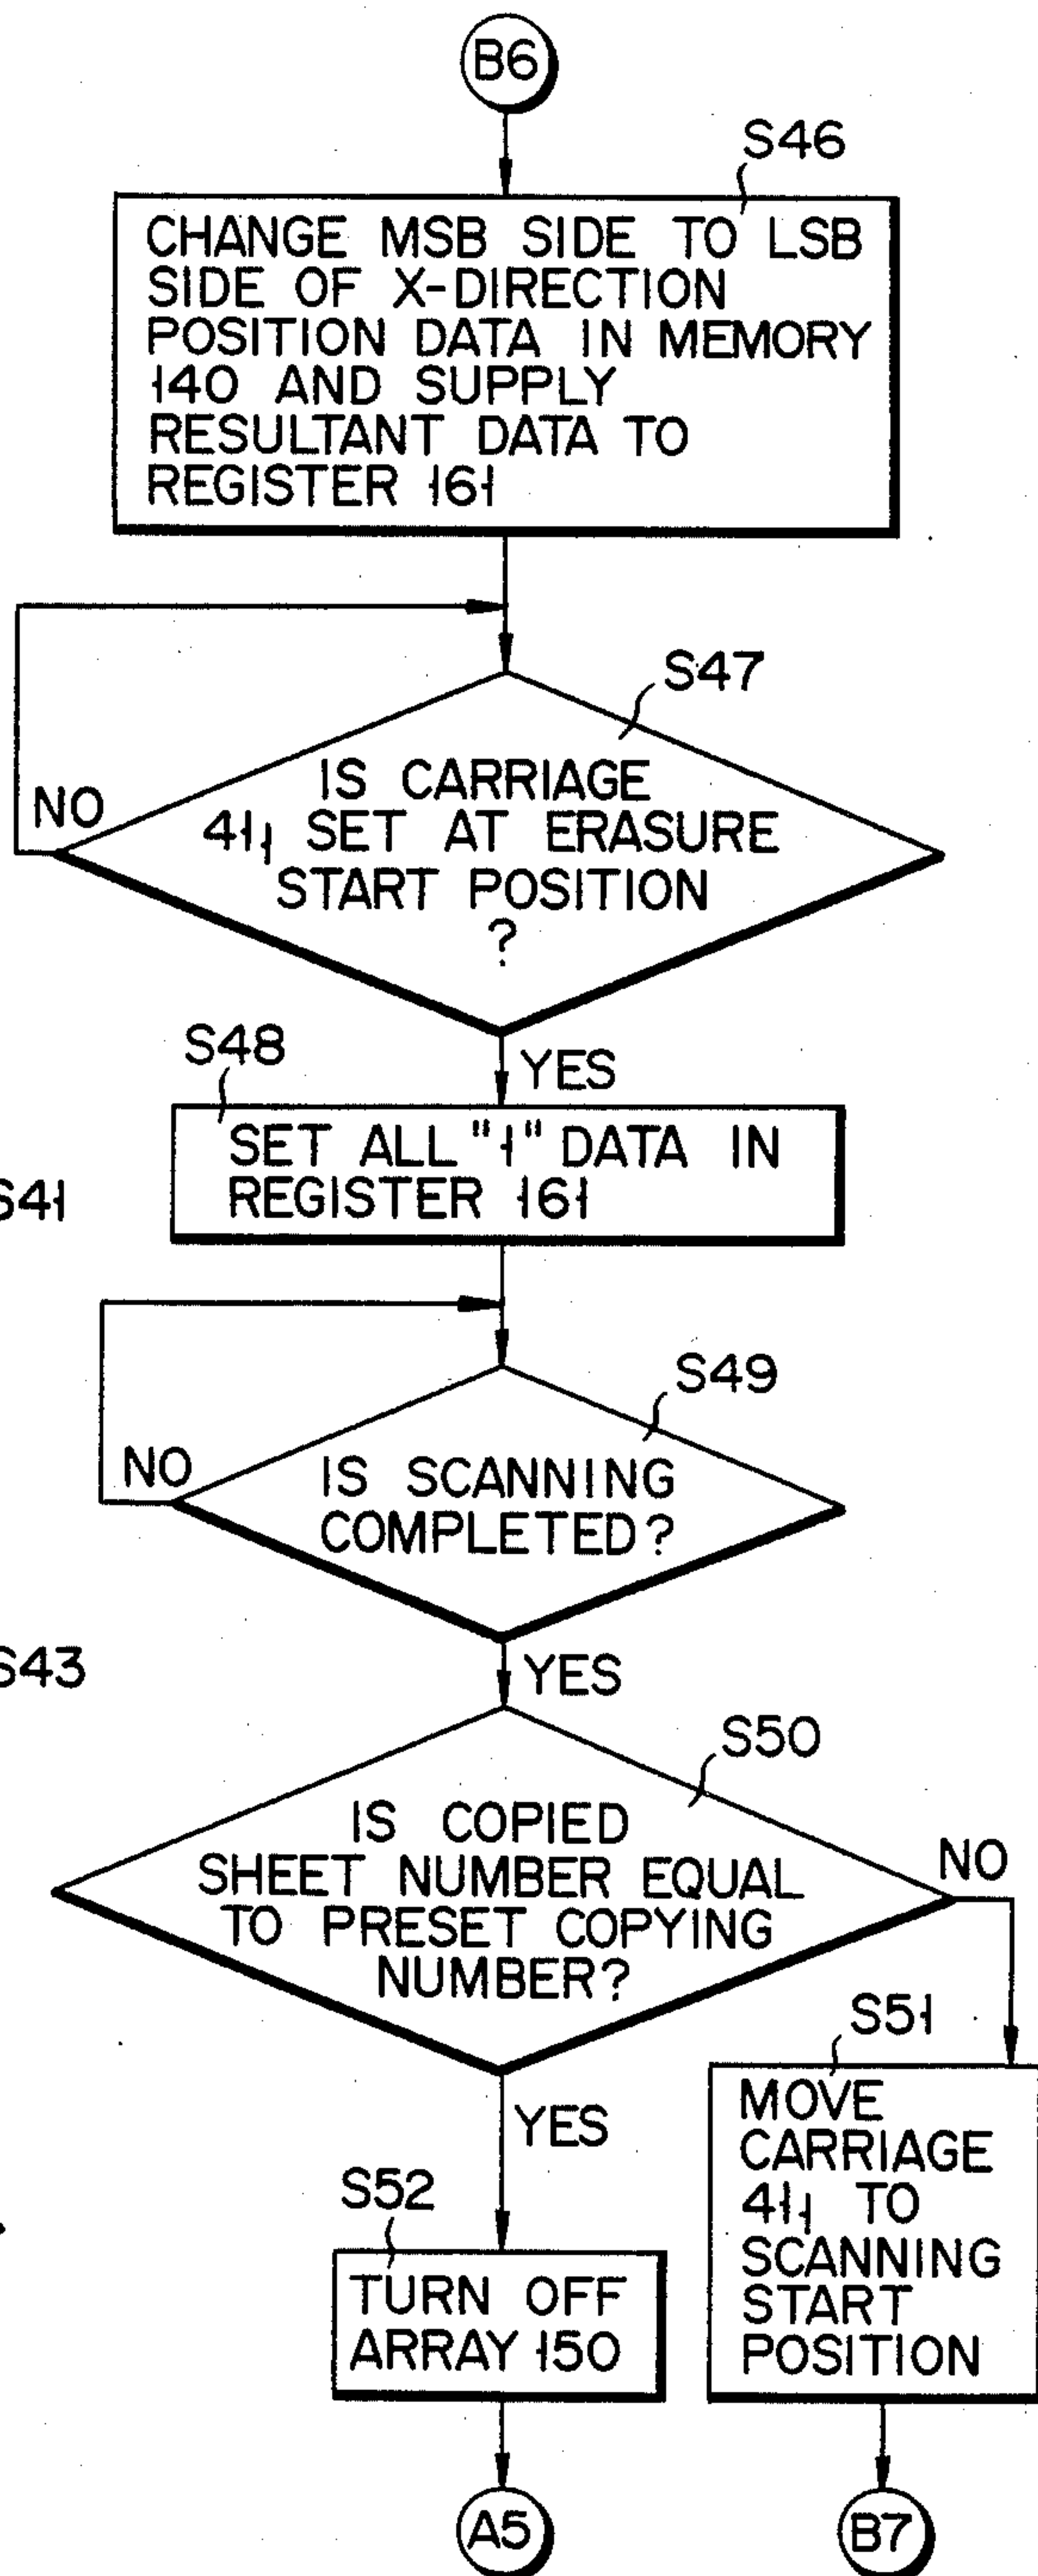 B6
S46
CHANGE MSB SIDE TO LSB
SIDE OF X-DIRECTION
POSITION DATA IN MEMORY
140 AND SUPPLY
RESULTANT DATA TO
REGISTER 161
S47
IS CARRIAGE
41₁ SET AT ERASURE
START POSITION
?
NO
YES
S48
SET ALL "1" DATA IN
REGISTER 161
S41
S49
IS SCANNING
COMPLETED?
NO
YES
S43
S50
IS COPIED
SHEET NUMBER EQUAL
TO PRESET COPYING
NUMBER?
NO
YES
S51
MOVE
CARRIAGE
41₁ TO
SCANNING
START
POSITION
S52
TURN OFF
ARRAY 150
A5
B7